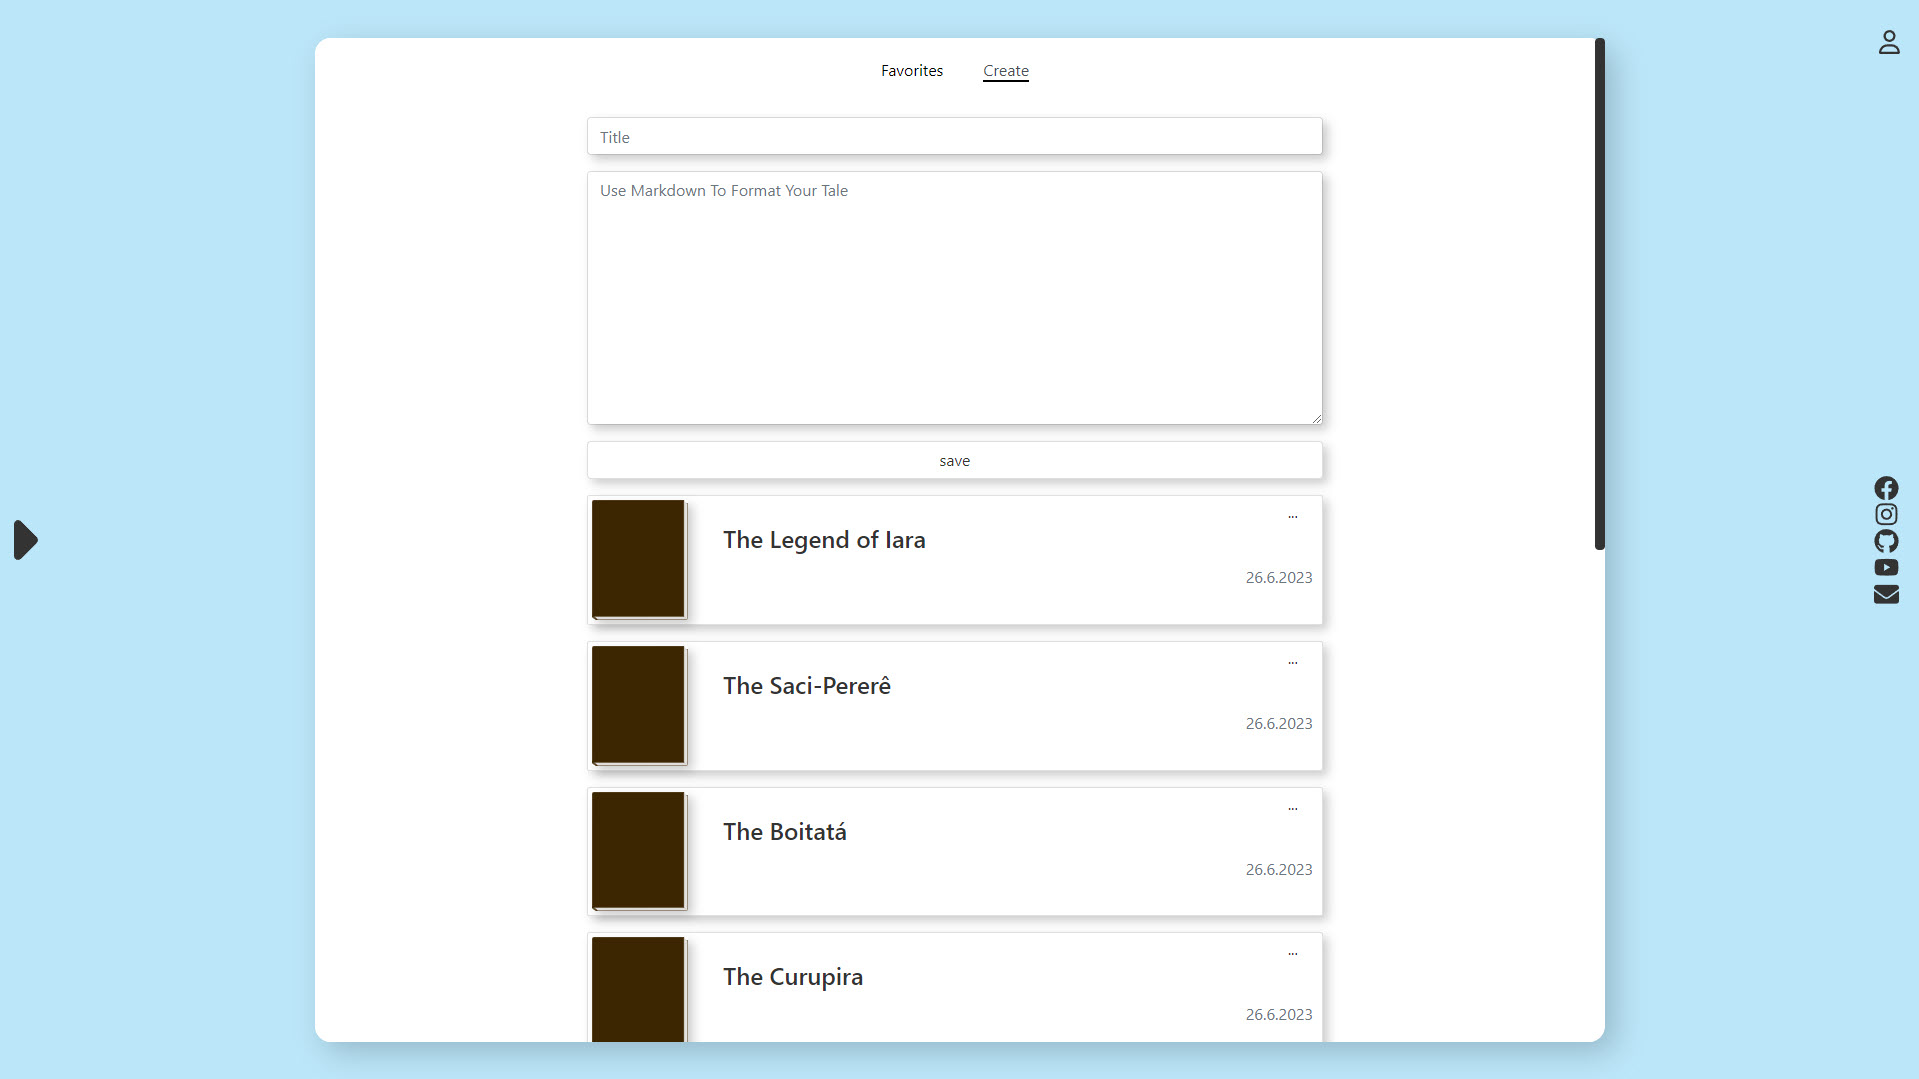 Favorites Create
Title
Use Markdown To Format Your Tale
save
...
The Legend of Iara
26.6.2023
...
The Saci-Pererê
26.6.2023
...
The Boitatá
26.6.2023
...
The Curupira
26.6.2023